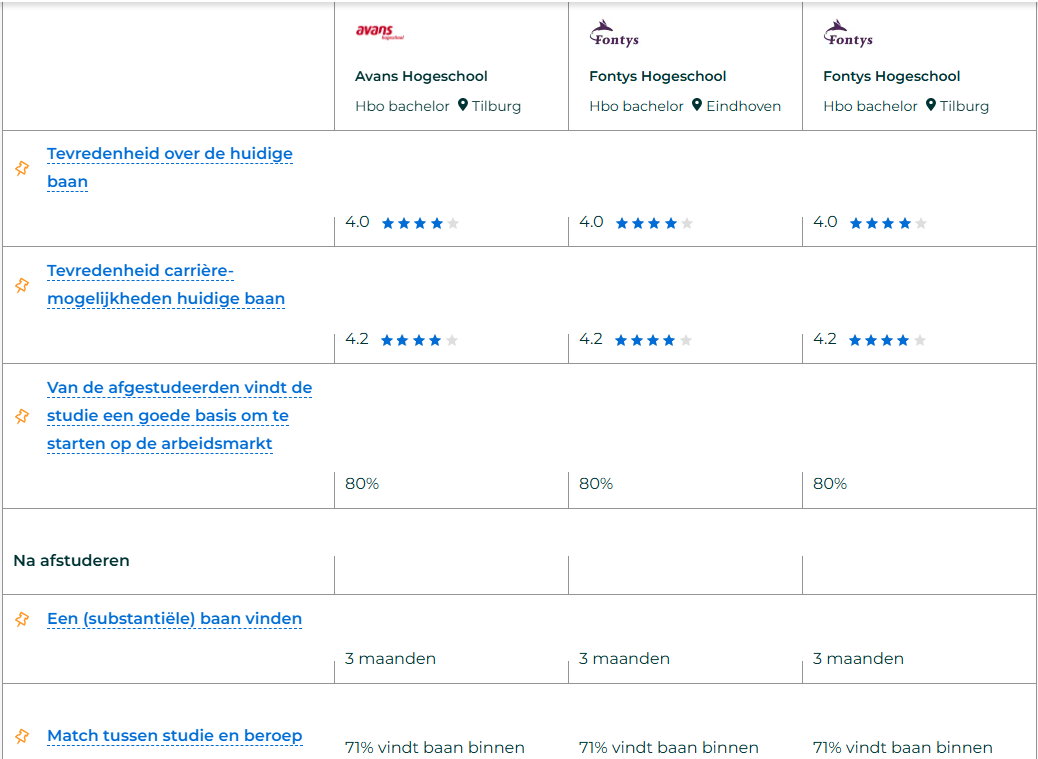 avans
hogeschool
Fontys
Fontys
Avans Hogeschool
Fontys Hogeschool
Fontys Hogeschool
Hbo bachelor Tilburg
Hbo bachelor Eindhoven
Hbo bachelor Tilburg
Tevredenheid over de huidige
baan
4.0
4.0
4.0
Tevredenheid carrière-
mogelijkheden huidige baan
4.2
4.2
4.2
Van de afgestudeerden vindt de
studie een goede basis om te
starten op de arbeidsmarkt
80%
80%
80%
Na afstuderen
Een (substantiële) baan vinden
3 maanden
3 maanden
3 maanden
Match tussen studie en beroep
71% vindt baan binnen
71% vindt baan binnen
71% vindt baan binnen